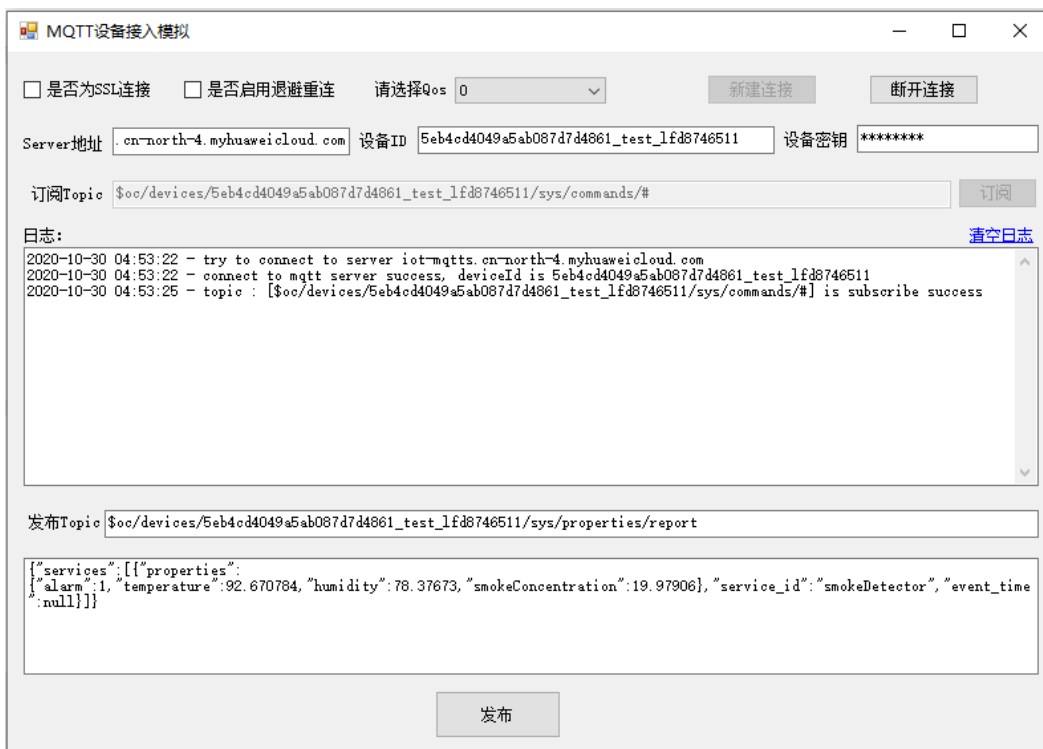 MQTT设备接入模拟
是否为SSL连接 是否启用退避重连 请选择Qos 0 新建连接 断开连接
Server地址 .cn-north-4.myhuaweicloud.com 设备ID 5eb4cd4049a5ab087d7d4861_test_lfd8746511 设备密钥 ********
订阅Topic $oc/devices/5eb4cd4049a5ab087d7d4861_test_lfd8746511/sys/commands/# 订阅
日志: 清空日志
2020-10-30 04:53:22 - try to connect to server iot-mqtts.cn-north-4.myhuaweicloud.com
2020-10-30 04:53:22 - connect to mqtt server success, deviceId is 5eb4cd4049a5ab087d7d4861_test_lfd8746511
2020-10-30 04:53:25 - topic : [$oc/devices/5eb4cd4049a5ab087d7d4861_test_lfd8746511/sys/commands/#] is subscribe success
发布Topic $oc/devices/5eb4cd4049a5ab087d7d4861_test_lfd8746511/sys/properties/report
{"services":[{"properties":
{"alarm":1,"temperature":92.670784,"humidity":78.37673,"smokeConcentration":19.97906},"service_id":"smokeDetector","event_time
":null}]}
发布